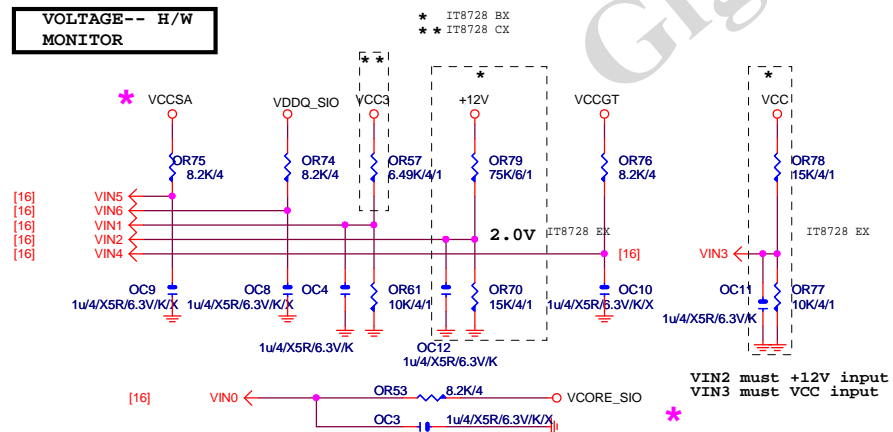 VOLTAGE-- H/W
MONITOR
* IT8728 BX
** IT8728 CX
Gig
* *
*
*
* VCCSA
VDDQ_SIO
VCC3
+12V
VCCGT
VCC
OR75
8.2K/4
OR74
8.2K/4
OR57
6.49K/4/1
OR79
75K/6/1
OR76
8.2K/4
OR78
15K/4/1
[16] VIN5
[16] VIN6
[16] VIN1
[16] VIN2
[16] VIN4
2.0V
IT8728 EX
[16]
VIN3
IT8728 EX
OC9
1u/4/X5R/6.3V/K/X
OC8
1u/4/X5R/6.3V/K/X
OC4
1u/4/X5R/6.3V/K
OR61
10K/4/1
OC12
1u/4/X5R/6.3V/K
OR70
15K/4/1
OC10
1u/4/X5R/6.3V/K/X
OC11
1u/4/X5R/6.3V/K
OR77
10K/4/1
VIN2 must +12V input
VIN3 must VCC input
*
[16] VIN0
OR53
8.2K/4
VCORE_SIO
OC3
1u/4/X5R/6.3V/K/X